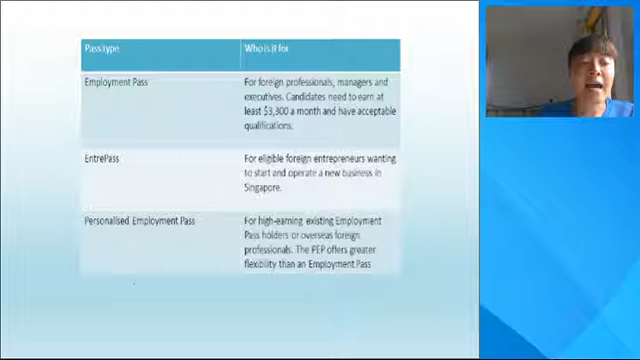 Pass type
Who is it for
Employment Pass
For foreign professionals, managers and
executives. Candidates need to earn at
least $3,300 a month and have acceptable
qualifications.
EntrePass
For eligible foreign entrepreneurs wanting
to start and operate a new business in
Singapore.
Personalised Employment Pass
For high-earning existing Employment
Pass holders or overseas foreign
professionals. The PEP offers greater
flexibility than an Employment Pass